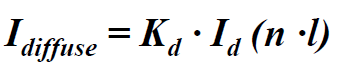 I_diffuse = K_d · I_d (n ·l)